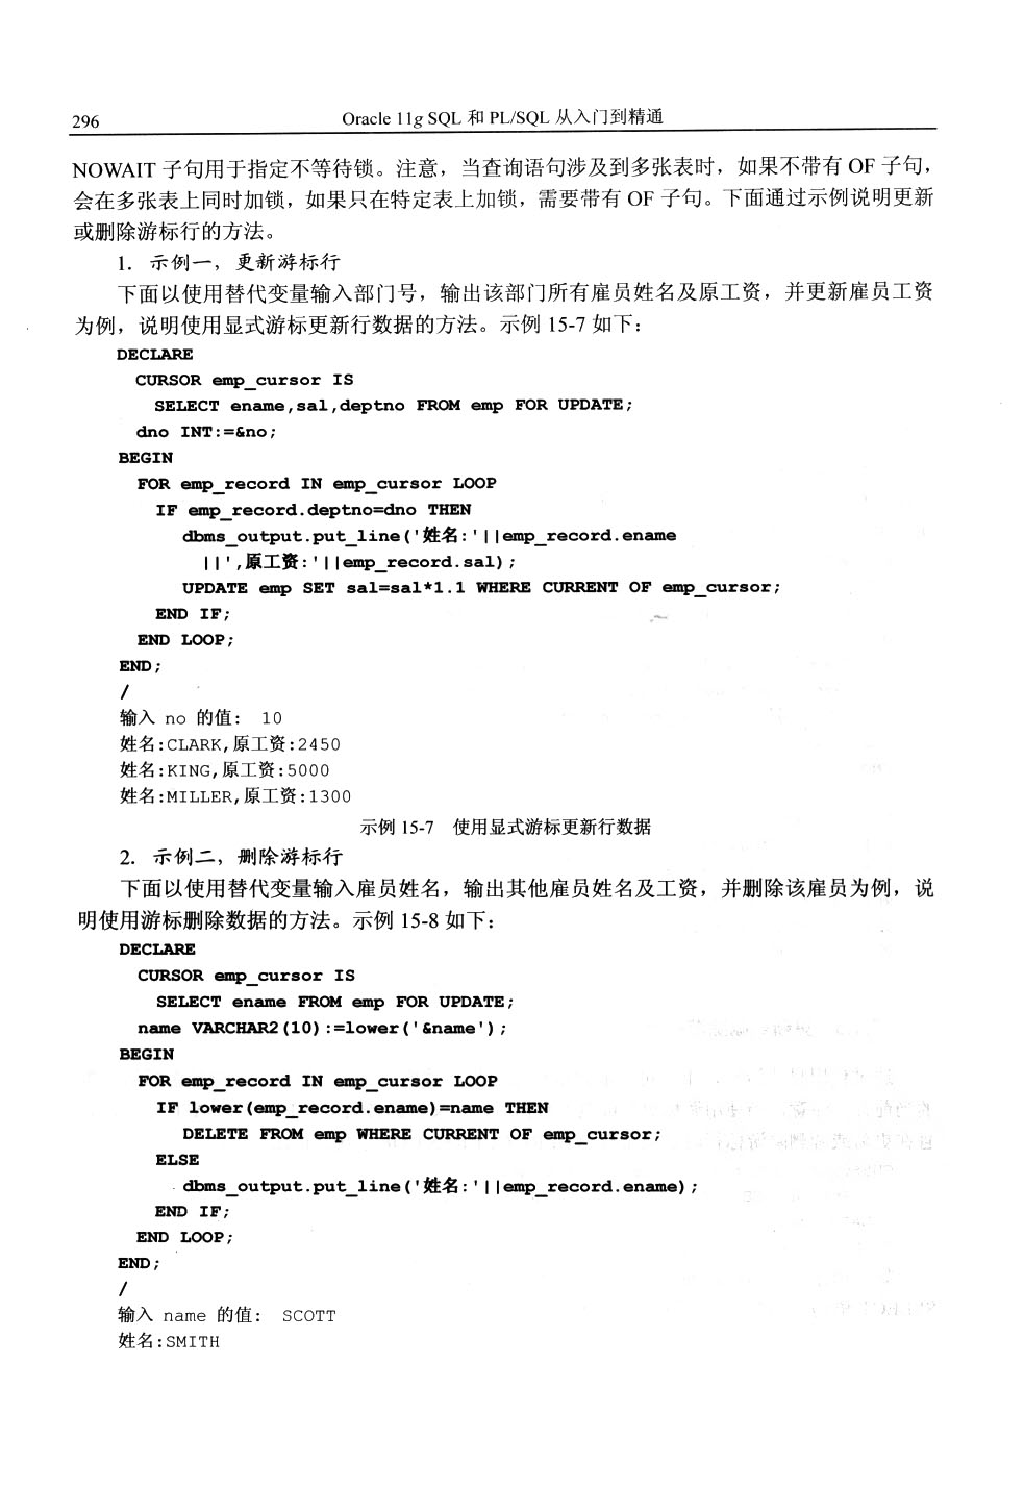 296
Oracle 11g SQL 和 PL/SQL 从入门到精通
NOWAIT 子句用于指定不等待锁。注意，当查询语句涉及到多张表时，如果不带有 OF 子句，
会在多张表上同时加锁，如果只在特定表上加锁，需要带有 OF 子句。下面通过示例说明更新
或删除游标行的方法。
1. 示例一，更新游标行
下面以使用替代变量输入部门号，输出该部门所有雇员姓名及原工资，并更新雇员工资
为例，说明使用显式游标更新行数据的方法。示例 15-7 如下：
DECLARE
CURSOR emp_cursor IS
SELECT ename,sal,deptno FROM emp FOR UPDATE;
dno INT:=&no;
BEGIN
FOR emp_record IN emp_cursor LOOP
IF emp_record.deptno=dno THEN
dbms_output.put_line('姓名:'||emp_record.ename
||',原工资:'||emp_record.sal);
UPDATE emp SET sal=sal*1.1 WHERE CURRENT OF emp_cursor;
END IF;
END LOOP;
END;
/
输入 no 的值: 10
姓名:CLARK,原工资:2450
姓名:KING,原工资:5000
姓名:MILLER,原工资:1300
示例 15-7 使用显式游标更新行数据
2. 示例二，删除游标行
下面以使用替代变量输入雇员姓名，输出其他雇员姓名及工资，并删除该雇员为例，说
明使用游标删除数据的方法。示例 15-8 如下：
DECLARE
CURSOR emp_cursor IS
SELECT ename FROM emp FOR UPDATE;
name VARCHAR2(10):=lower('&name');
BEGIN
FOR emp_record IN emp_cursor LOOP
IF lower(emp_record.ename)=name THEN
DELETE FROM emp WHERE CURRENT OF emp_cursor;
ELSE
dbms_output.put_line('姓名:'||emp_record.ename);
END IF;
END LOOP;
END;
/
输入 name 的值: SCOTT
姓名:SMITH